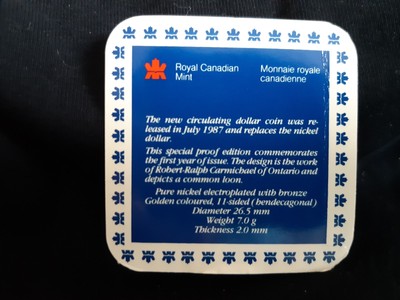 Royal Canadian Mint
Monnaie royale canadienne
The new circulating dollar coin was re-
leased in July 1987 and replaces the nickel
dollar.
This special proof edition commemorates
the first year of issue. The design is the work
of Robert-Ralph Carmichael of Ontario and
depicts a common loon.
Pure nickel electroplated with bronze
Golden coloured, 11-sided (hendecagonal)
Diameter 26.5 mm
Weight 7.0 g
Thickness 2.0 mm